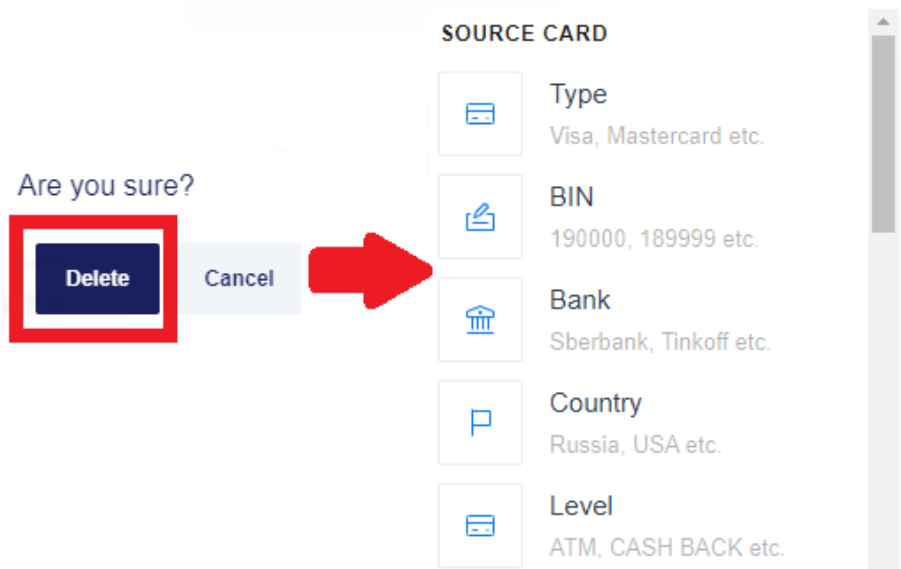 Are you sure?
Delete
Cancel
SOURCE CARD
Type
Visa, Mastercard etc.
BIN
190000, 189999 etc.
Bank
Sberbank, Tinkoff etc.
Country
Russia, USA etc.
Level
ATM, CASH BACK etc.